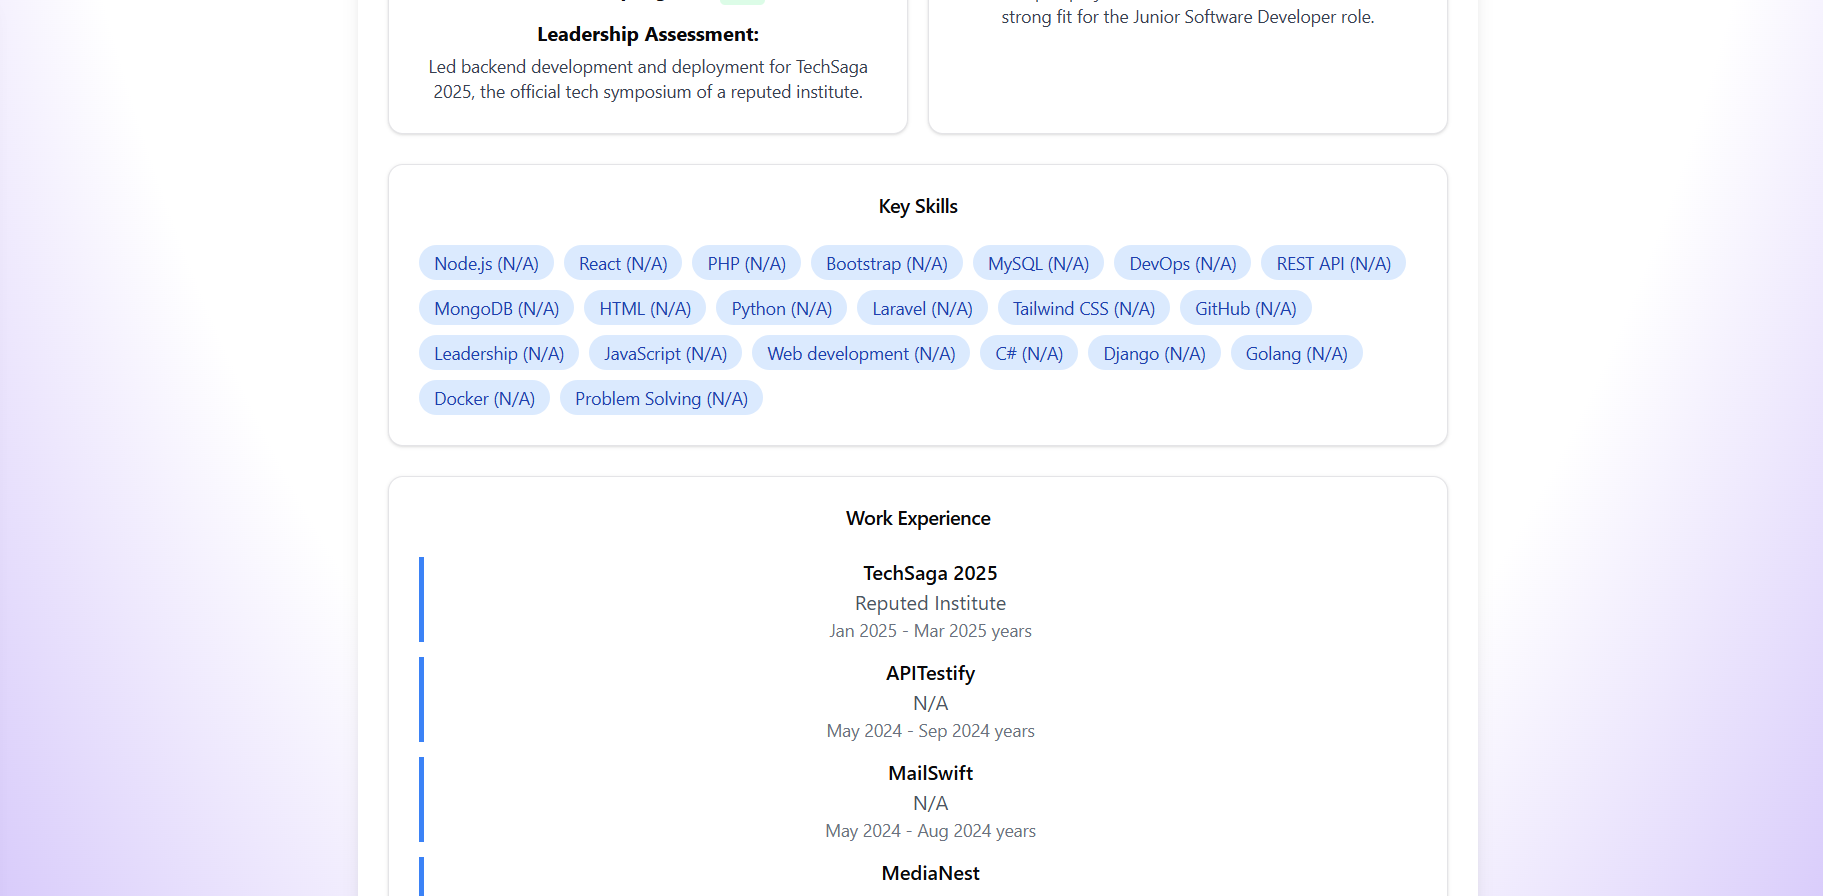 Leadership Assessment:
Led backend development and deployment for TechSaga
2025, the official tech symposium of a reputed institute.
strong fit for the Junior Software Developer role.
Key Skills
Node.js (N/A) React (N/A) PHP (N/A) Bootstrap (N/A) MySQL (N/A) DevOps (N/A) REST API (N/A)
MongoDB (N/A) HTML (N/A) Python (N/A) Laravel (N/A) Tailwind CSS (N/A) GitHub (N/A)
Leadership (N/A) JavaScript (N/A) Web development (N/A) C# (N/A) Django (N/A) Golang (N/A)
Docker (N/A) Problem Solving (N/A)
Work Experience
TechSaga 2025
Reputed Institute
Jan 2025 - Mar 2025 years
APITestify
N/A
May 2024 - Sep 2024 years
MailSwift
N/A
May 2024 - Aug 2024 years
MediaNest